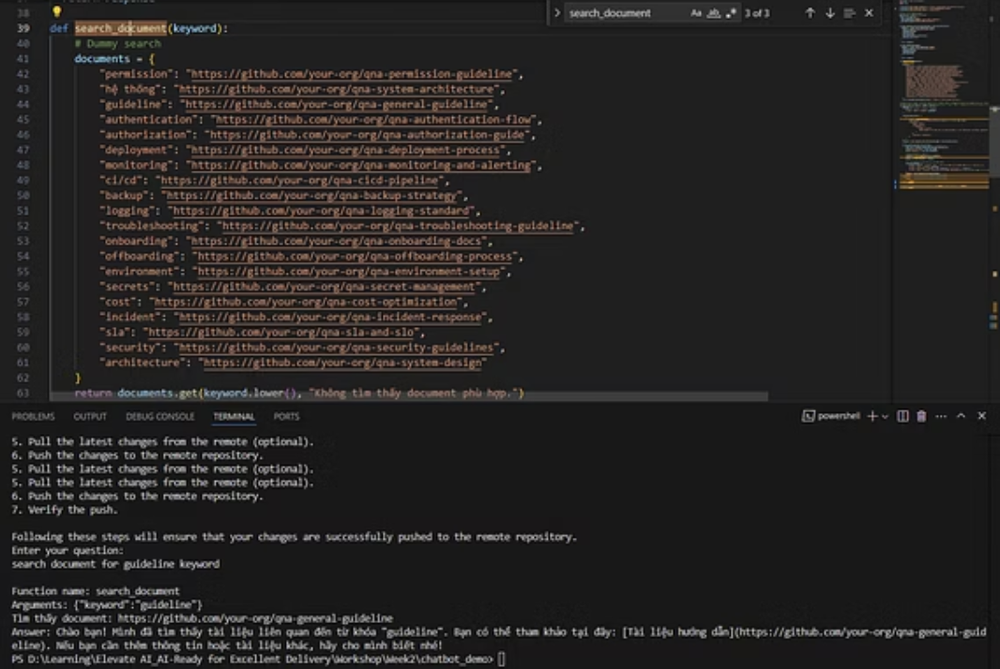 38
search_document Aa ab .* 3 of 3
39 def search_document(keyword):
40 # Dummy search
41 documents = {
42 "permission": "https://github.com/your-org/qna-permission-guideline",
43 "hệ thống": "https://github.com/your-org/qna-system-architecture",
44 "guideline": "https://github.com/your-org/qna-general-guideline",
45 "authentication": "https://github.com/your-org/qna-authentication-flow",
46 "authorization": "https://github.com/your-org/qna-authorization-guide",
47 "deployment": "https://github.com/your-org/qna-deployment-process",
48 "monitoring": "https://github.com/your-org/qna-monitoring-and-alerting",
49 "ci/cd": "https://github.com/your-org/qna-cicd-pipeline",
50 "backup": "https://github.com/your-org/qna-backup-strategy",
51 "logging": "https://github.com/your-org/qna-logging-standard",
52 "troubleshooting": "https://github.com/your-org/qna-troubleshooting-guideline",
53 "onboarding": "https://github.com/your-org/qna-onboarding-docs",
54 "offboarding": "https://github.com/your-org/qna-offboarding-process",
55 "environment": "https://github.com/your-org/qna-environment-setup",
56 "secrets": "https://github.com/your-org/qna-secret-management",
57 "cost": "https://github.com/your-org/qna-cost-optimization",
58 "incident": "https://github.com/your-org/qna-incident-response",
59 "sla": "https://github.com/your-org/qna-sla-and-slo",
60 "security": "https://github.com/your-org/qna-security-guidelines",
61 "architecture": "https://github.com/your-org/qna-system-design"
62 }
63 return documents.get(keyword.lower(), "Không tìm thấy document phù hợp.")
PROBLEMS OUTPUT DEBUG CONSOLE TERMINAL PORTS powershell
5. Pull the latest changes from the remote (optional).
6. Push the changes to the remote repository.
5. Pull the latest changes from the remote (optional).
5. Pull the latest changes from the remote (optional).
6. Push the changes to the remote repository.
7. Verify the push.
Following these steps will ensure that your changes are successfully pushed to the remote repository.
Enter your question:
search document for guideline keyword
Function name: search_document
Arguments: {"keyword":"guideline"}
Tìm thấy document: https://github.com/your-org/qna-general-guideline
Answer: Chào bạn! Mình đã tìm thấy tài liệu liên quan đến từ khóa "guideline". Bạn có thể tham khảo tại đây: [Tài liệu hướng dẫn](https://github.com/your-org/qna-general-guid
eline). Nếu bạn cần thêm thông tin hoặc tài liệu khác, hãy cho mình biết nhé!
PS D:\Learning\Elevate AI_AI-Ready for Excellent Delivery\Workshop\Week2\chatbot_demo>